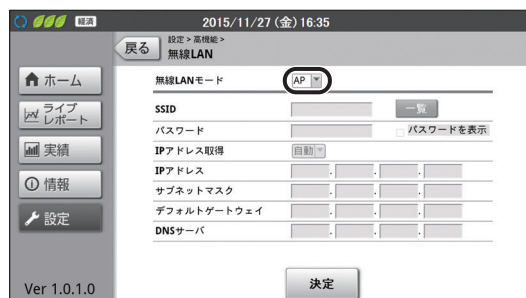 経済
2015/11/27 (金) 16:35
戻る
設定 > 高機能 >
無線LAN
ホーム
ライブ
レポート
実績
情報
設定
Ver 1.0.1.0
無線LANモード
AP
SSID
一覧
パスワード
パスワードを表示
IPアドレス取得
自動
IPアドレス
. . .
サブネットマスク
. . .
デフォルトゲートウェイ
. . .
DNSサーバ
. . .
決定